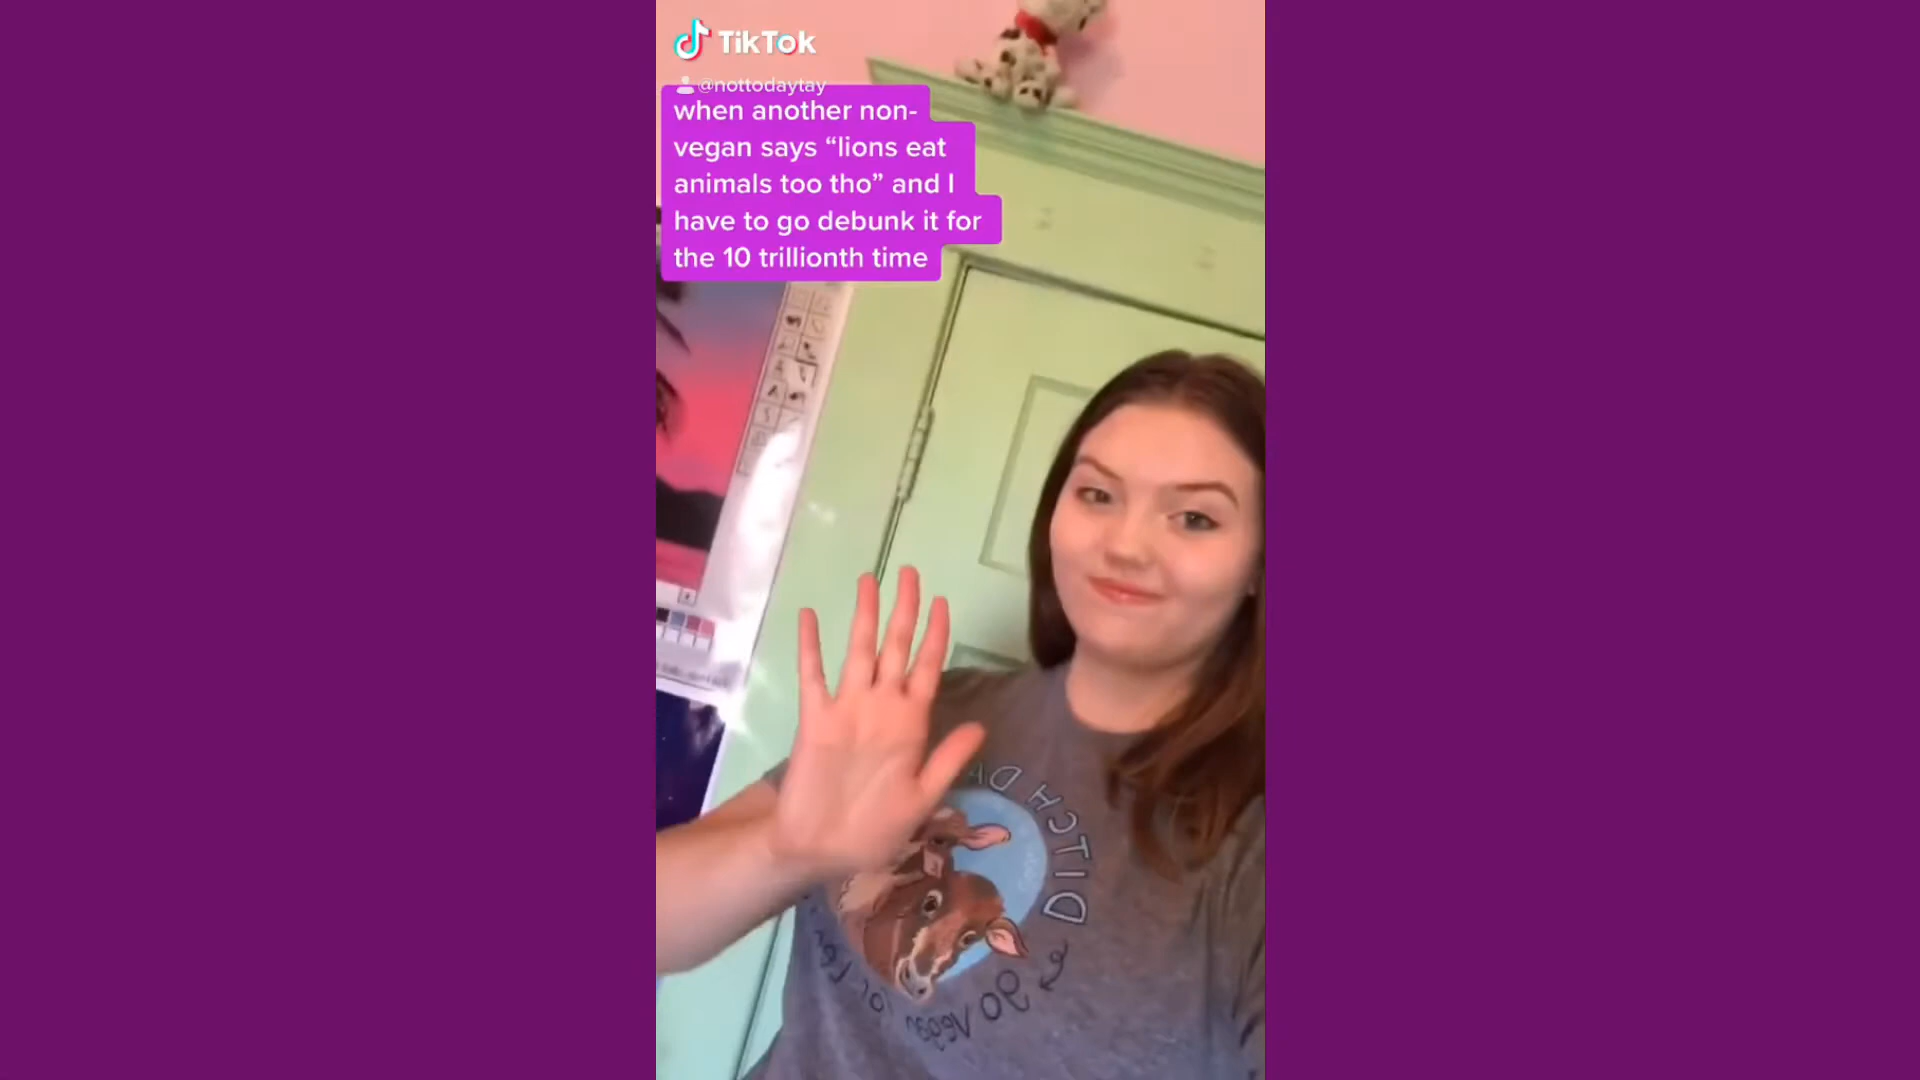 TikTok
@nottodaytay
when another non-
vegan says “lions eat
animals too tho” and I
have to go debunk it for
the 10 trillionth time
DITCH DA
go vegan for